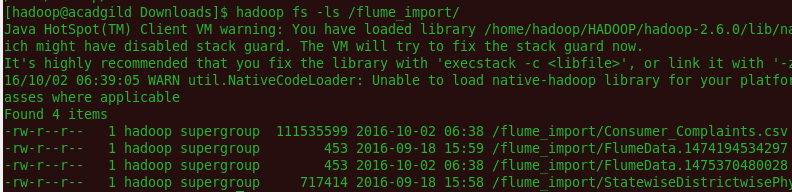 [hadoop@acadgild Downloads]$ hadoop fs -ls /flume_import/
Java HotSpot(TM) Client VM warning: You have loaded library /home/hadoop/HADOOP/hadoop-2.6.0/lib/na
ich might have disabled stack guard. The VM will try to fix the stack guard now.
It's highly recommended that you fix the library with 'execstack -c <libfile>', or link it with '-z
16/10/02 06:39:05 WARN util.NativeCodeLoader: Unable to load native-hadoop library for your platfor
asses where applicable
Found 4 items
-rw-r--r--   1 hadoop supergroup  111535599 2016-10-02 06:38 /flume_import/Consumer_Complaints.csv
-rw-r--r--   1 hadoop supergroup        453 2016-09-18 15:59 /flume_import/FlumeData.1474194534297
-rw-r--r--   1 hadoop supergroup        453 2016-10-02 06:38 /flume_import/FlumeData.1475370480028
-rw-r--r--   1 hadoop supergroup     717414 2016-09-18 15:58 /flume_import/StatewiseDistrictwisePhy